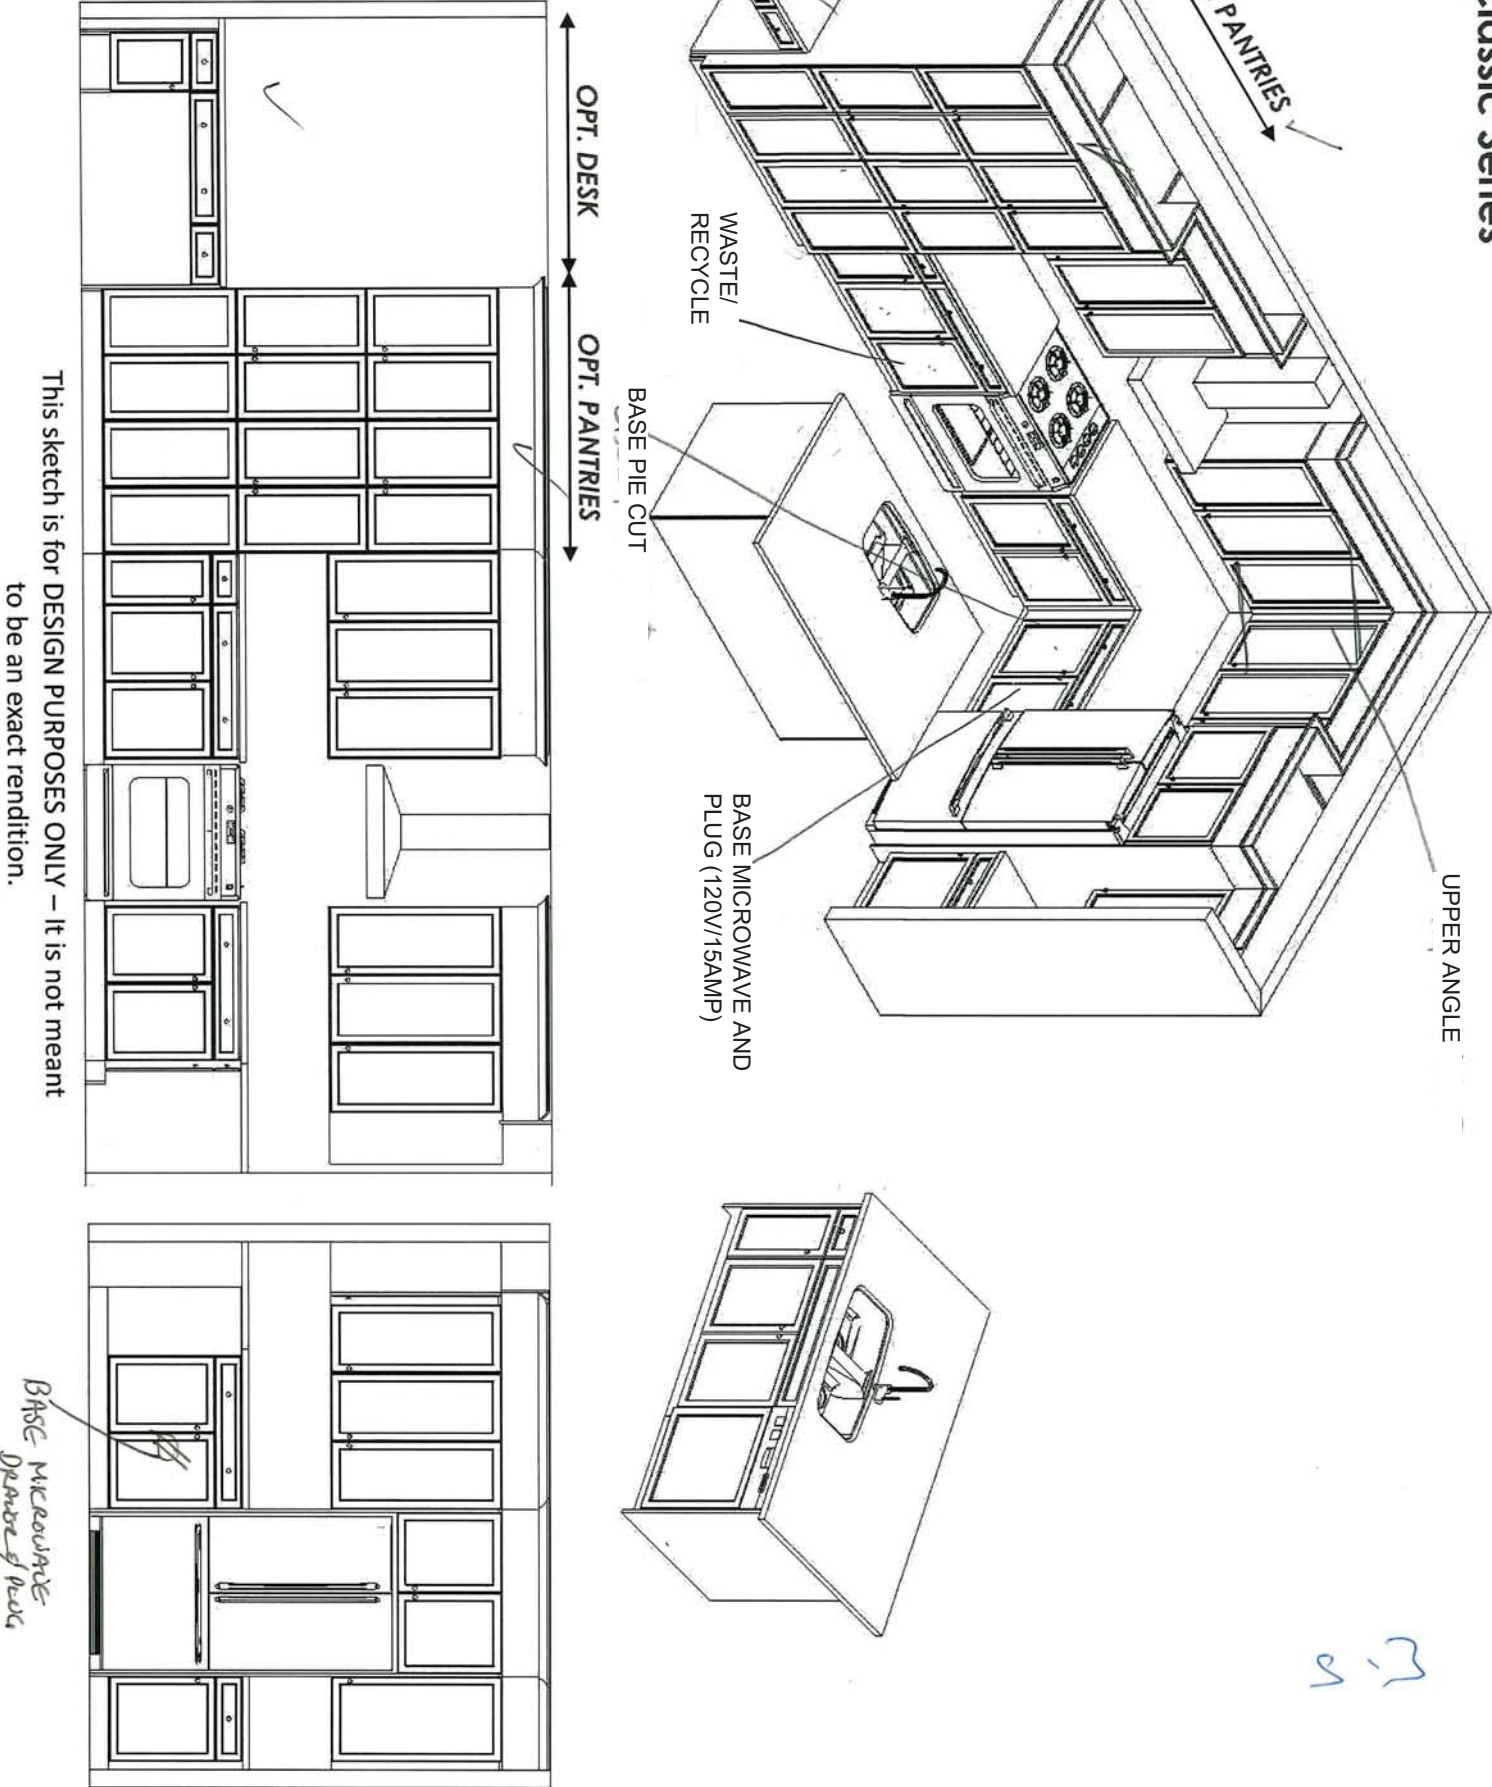 Classic Series
PANTRIES
UPPER ANGLE
WASTE/
RECYCLE
BASE PIE CUT
BASE MICROWAVE AND
PLUG (120V/15AMP)
OPT. DESK
OPT. PANTRIES
BASE MICROWAVE
DRAWER
PLUG
This sketch is for DESIGN PURPOSES ONLY – It is not meant
to be an exact rendition.